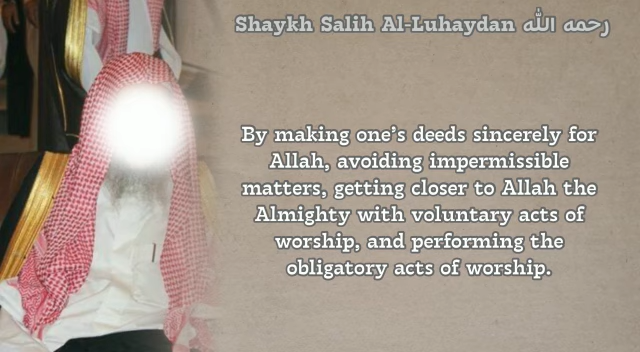 Shaykh Salih Al-Luhaydan رحمه الله
By making one's deeds sincerely for
Allah, avoiding impermissible
matters, getting closer to Allah the
Almighty with voluntary acts of
worship, and performing the
obligatory acts of worship.